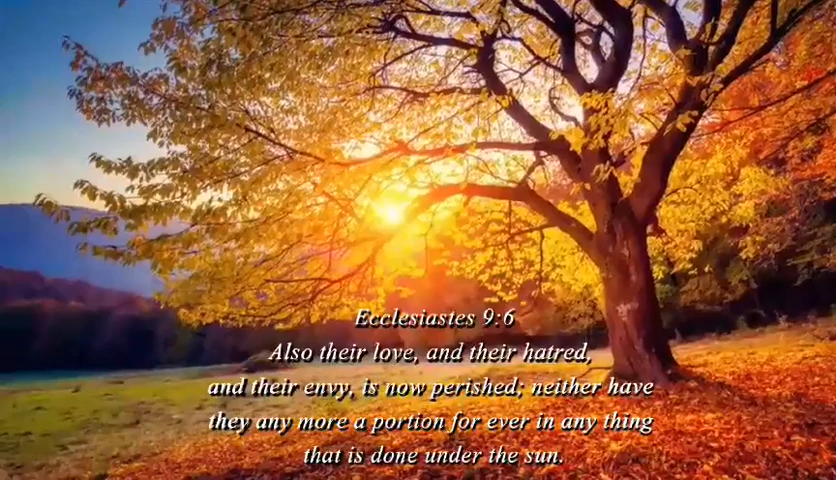 Ecclesiastes 9:6
Also their love, and their hatred,
and their envy, is now perished; neither have
they any more a portion for ever in any thing
that is done under the sun.